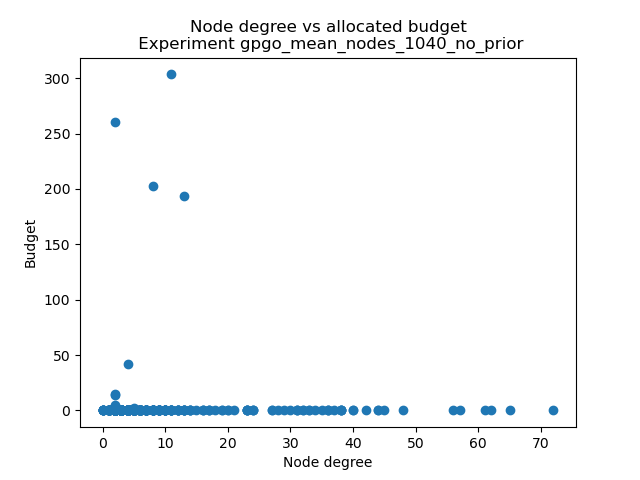 Node degree vs allocated budget
Experiment gpgo_mean_nodes_1040_no_prior
300
250
200
150
100
50
0
Budget
0 10 20 30 40 50 60 70
Node degree